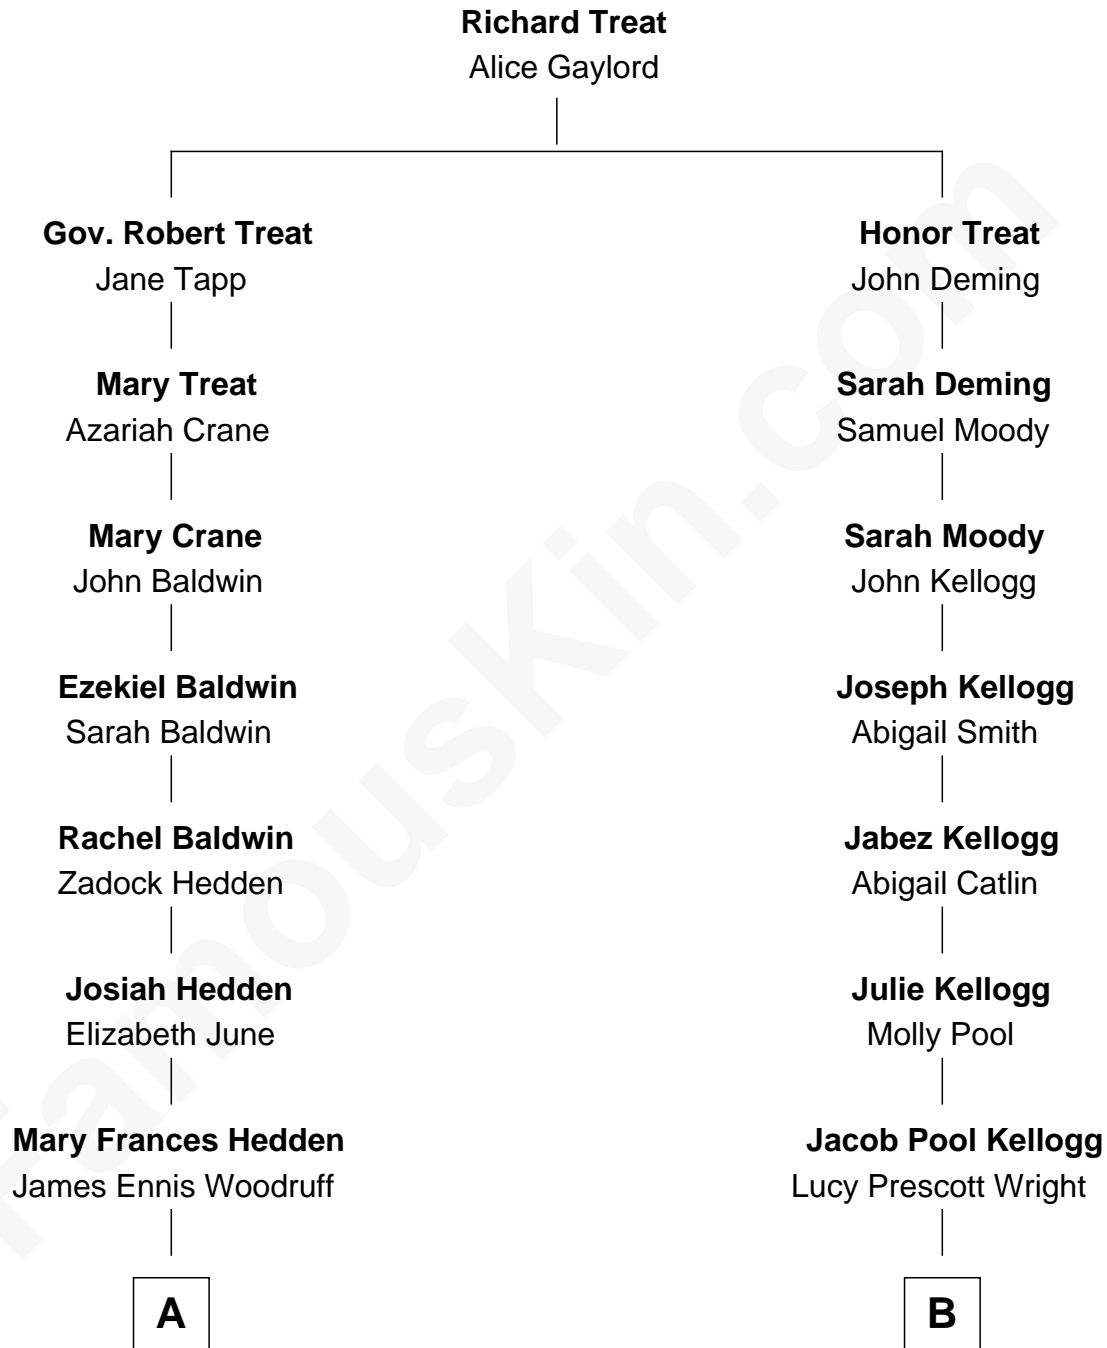 Richard Treat
Alice Gaylord
Gov. Robert Treat
Jane Tapp
Honor Treat
John Deming
Mary Treat
Azariah Crane
Sarah Deming
Samuel Moody
Mary Crane
John Baldwin
Sarah Moody
John Kellogg
Ezekiel Baldwin
Sarah Baldwin
Joseph Kellogg
Abigail Smith
Rachel Baldwin
Zadock Hedden
Jabez Kellogg
Abigail Catlin
Josiah Hedden
Elizabeth June
Julie Kellogg
Molly Pool
Mary Frances Hedden
James Ennis Woodruff
Jacob Pool Kellogg
Lucy Prescott Wright
A
B
FamousKin.com